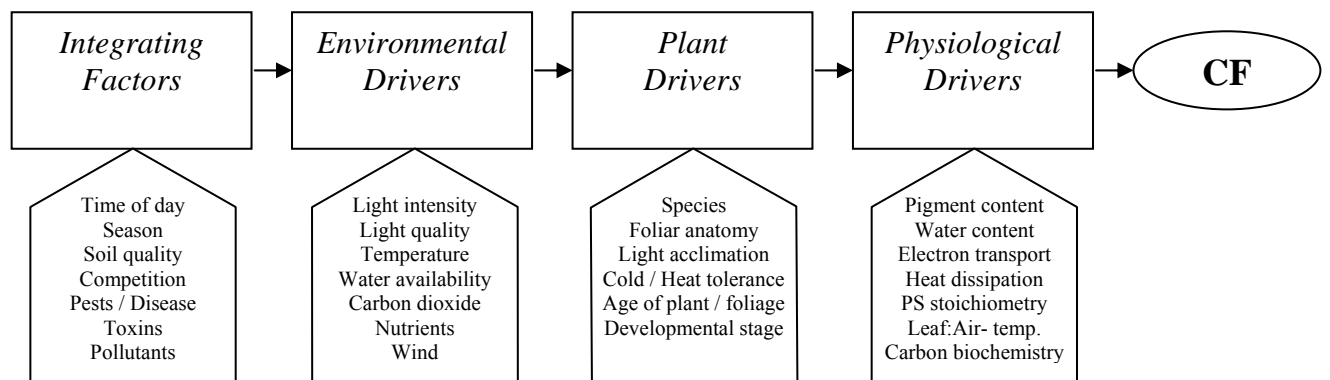 Integrating
Factors
Environmental
Drivers
Plant
Drivers
Physiological
Drivers
CF
Time of day
Season
Soil quality
Competition
Pests / Disease
Toxins
Pollutants
Light intensity
Light quality
Temperature
Water availability
Carbon dioxide
Nutrients
Wind
Species
Foliar anatomy
Light acclimation
Cold / Heat tolerance
Age of plant / foliage
Developmental stage
Pigment content
Water content
Electron transport
Heat dissipation
PS stoichiometry
Leaf:Air- temp.
Carbon biochemistry